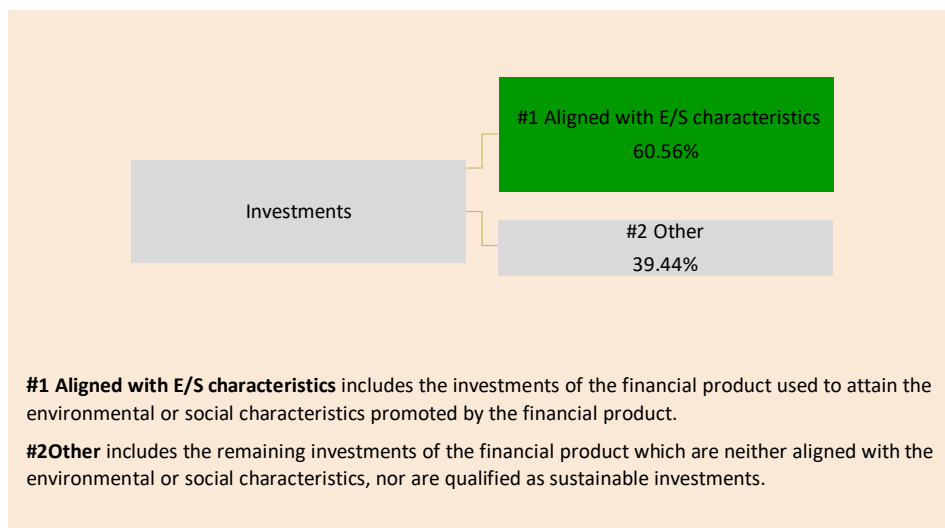 #1 Aligned with E/S characteristics
60.56%
Investments
#2 Other
39.44%
#1 Aligned with E/S characteristics includes the investments of the financial product used to attain the
environmental or social characteristics promoted by the financial product.
#2Other includes the remaining investments of the financial product which are neither aligned with the
environmental or social characteristics, nor are qualified as sustainable investments.